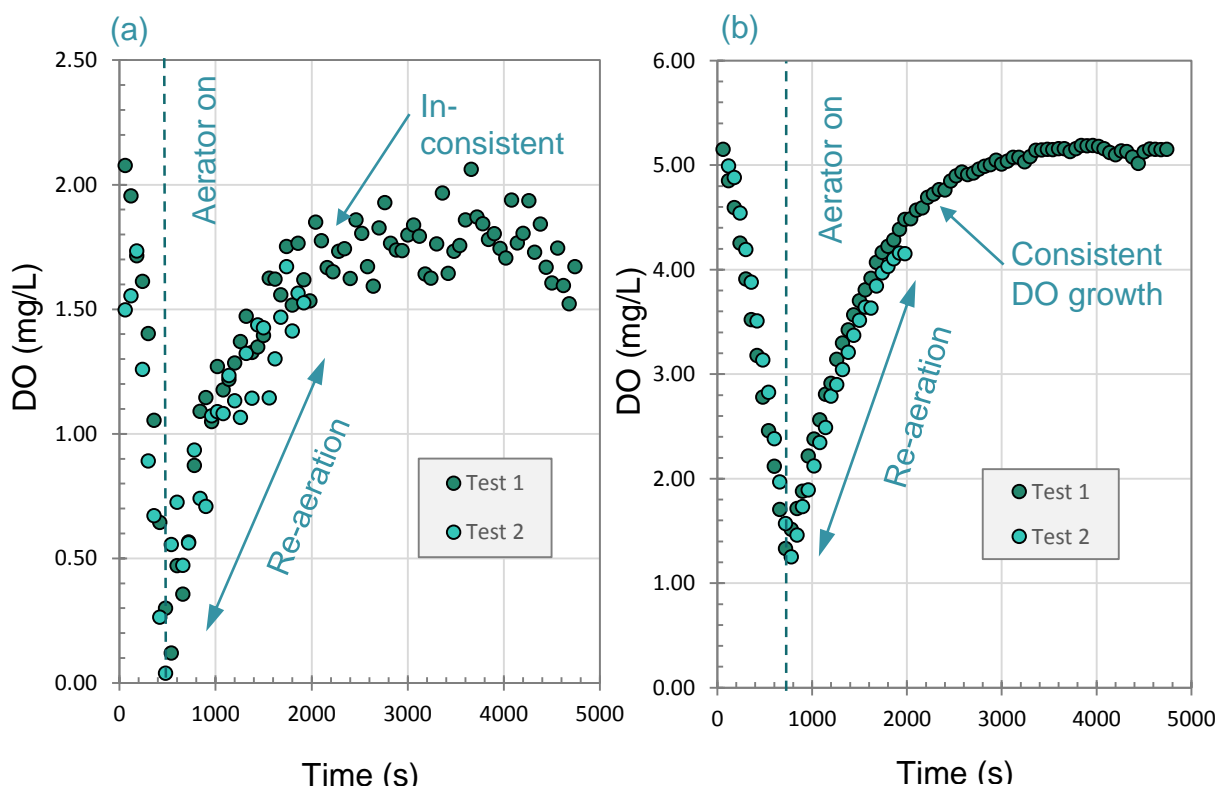 (a)
2.50
2.00
1.50
1.00
0.50
0.00
DO (mg/L)
0 1000 2000 3000 4000 5000
Time (s)
Aerator on
In-
consistent
Re-aeration
Test 1
Test 2
(b)
6.00
5.00
4.00
3.00
2.00
1.00
0.00
DO (mg/L)
0 1000 2000 3000 4000 5000
Time (s)
Aerator on
Consistent
DO growth
Re-aeration
Test 1
Test 2